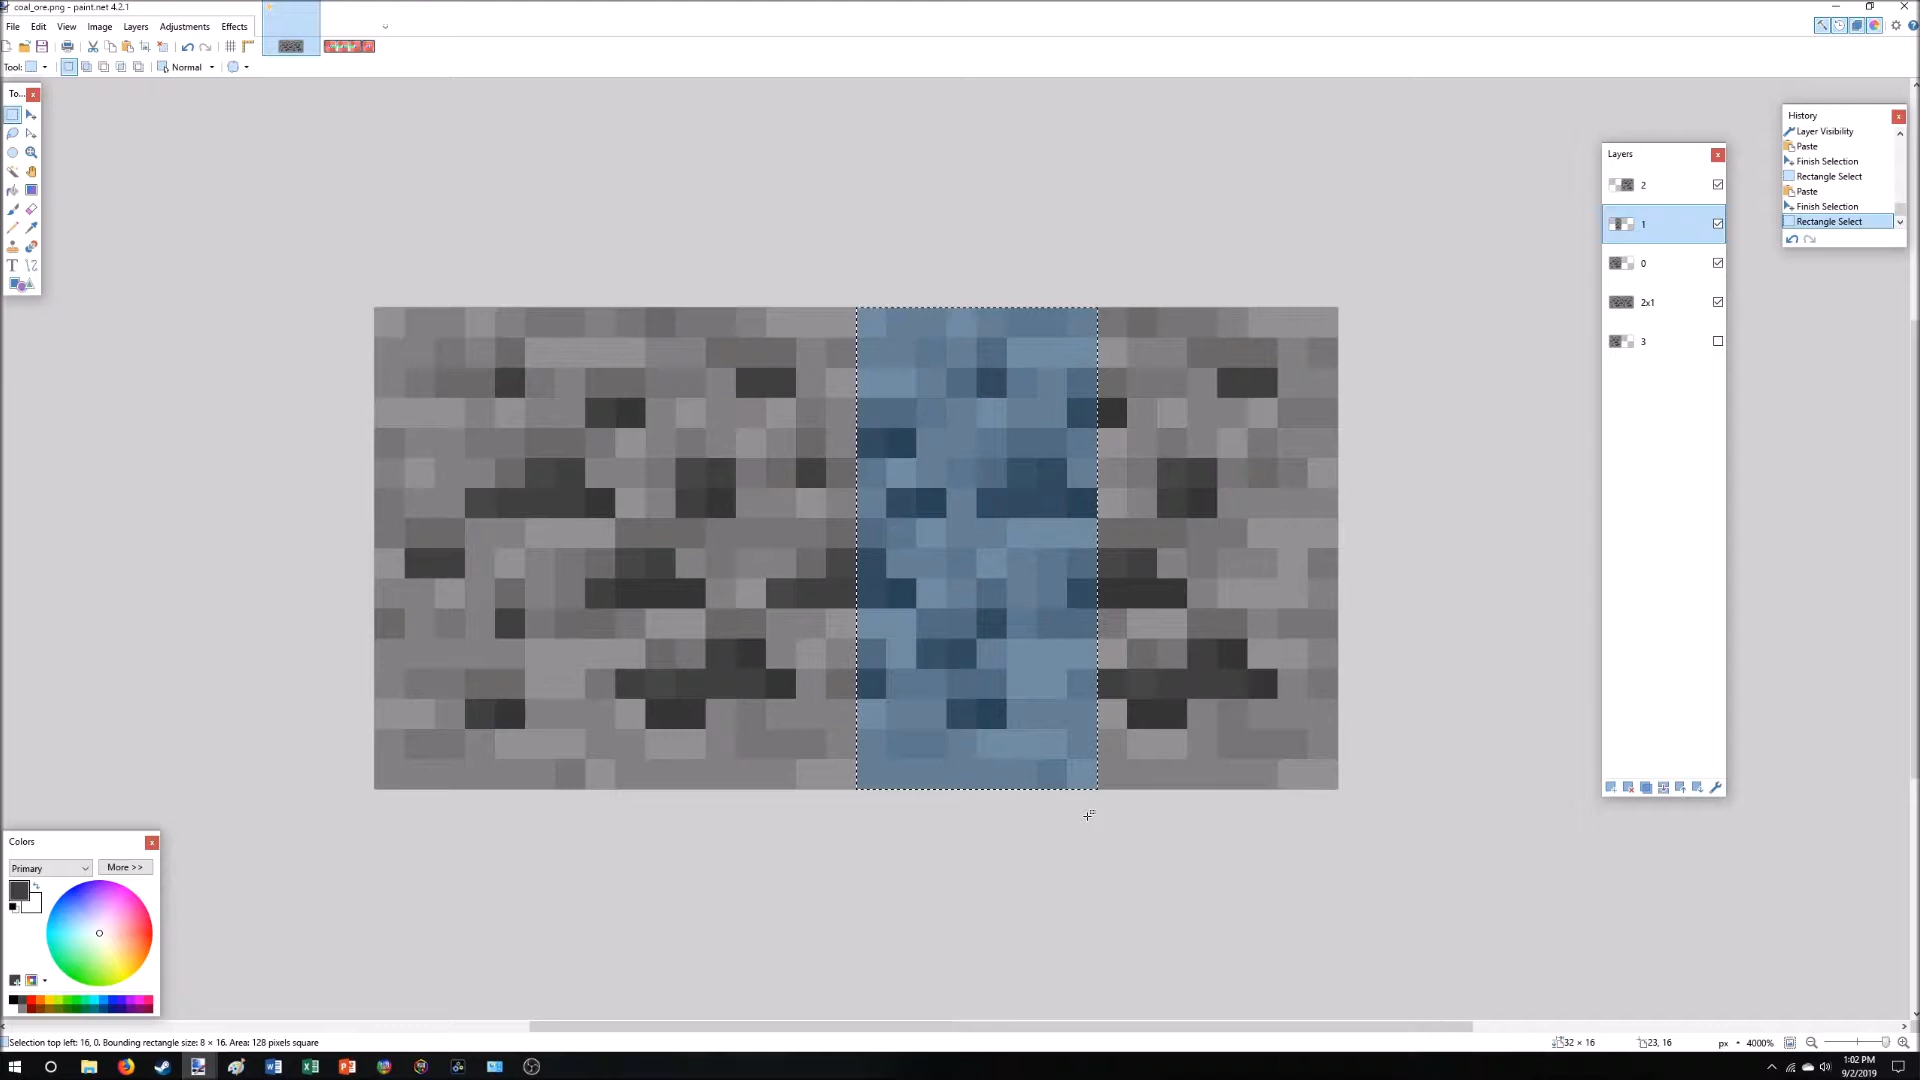 coal_ore.png - paint.net 4.2.1
File Edit View Image Layers Adjustments Effects
Tool: Normal
To...
History
Layer Visibility
Paste
Finish Selection
Rectangle Select
Paste
Finish Selection
Rectangle Select
Layers
2
1
0
2x1
3
Colors
Primary More >>
Selection top left: 16, 0. Bounding rectangle size: 8 × 16. Area: 128 pixels square 32 × 16 23, 16 px 4000%
1:02 PM
9/2/2019